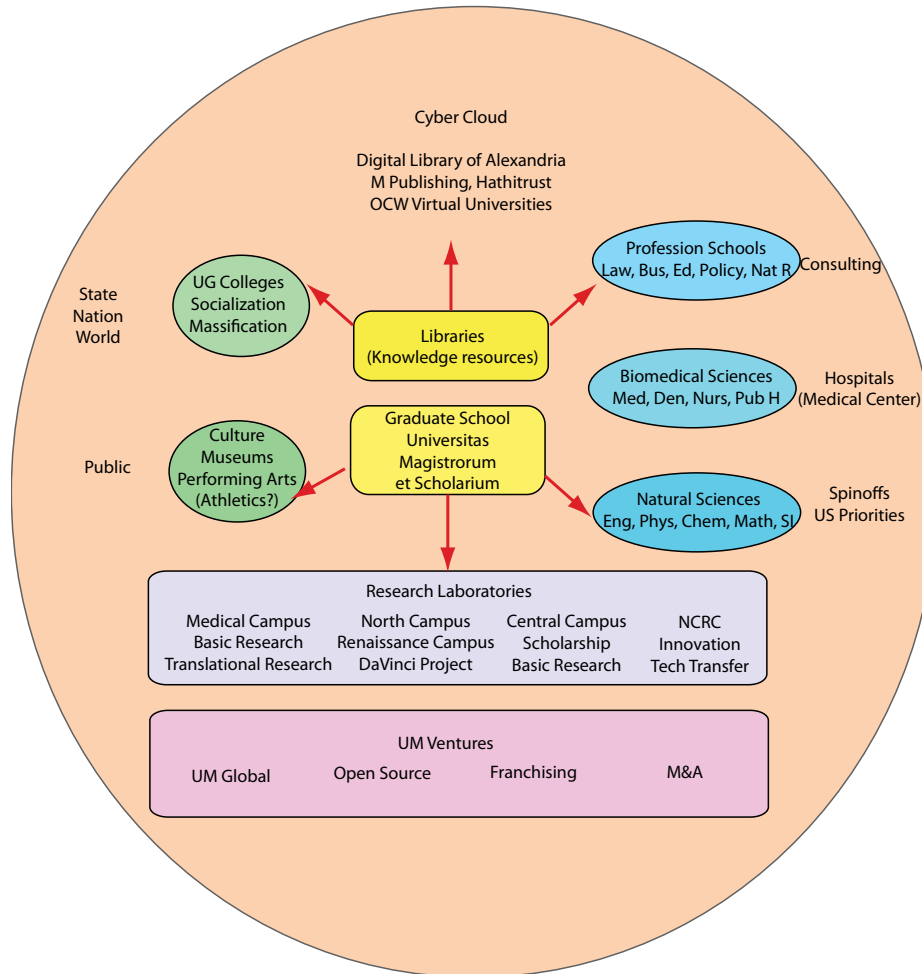 Cyber Cloud
Digital Library of Alexandria
M Publishing, Hathitrust
OCW Virtual Universities
State
Nation
World
UG Colleges
Socialization
Massification
Libraries
(Knowledge resources)
Profession Schools
Law, Bus, Ed, Policy, Nat R
Consulting
Biomedical Sciences
Med, Den, Nurs, Pub H
Hospitals
(Medical Center)
Public
Culture
Museums
Performing Arts
(Athletics?)
Graduate School
Universitas
Magistrorum
et Scholarium
Natural Sciences
Eng, Phys, Chem, Math, SI
Spinoffs
US Priorities
Research Laboratories
Medical Campus
Basic Research
Translational Research
North Campus
Renaissance Campus
DaVinci Project
Central Campus
Scholarship
Basic Research
NCRC
Innovation
Tech Transfer
UM Ventures
UM Global
Open Source
Franchising
M&A